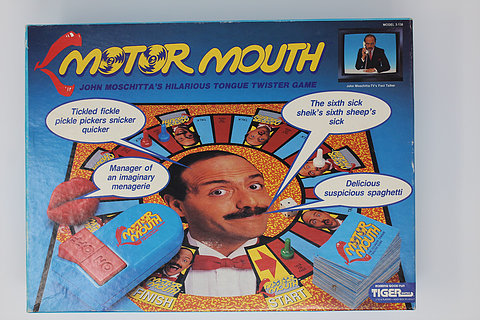 MODEL 7-138
MOTOR MOUTH
JOHN MOSCHITTA'S HILARIOUS TONGUE TWISTER GAME
John Moschitta-TV's Fast Talker
Tickled fickle
pickle pickers snicker
quicker
The sixth sick
sheik's sixth sheep's
sick
Manager of
an imaginary
menagerie
Delicious
suspicious spaghetti
MOTOR
MOUTH
MOTOR
MOUTH
FINISH
START
TIGER